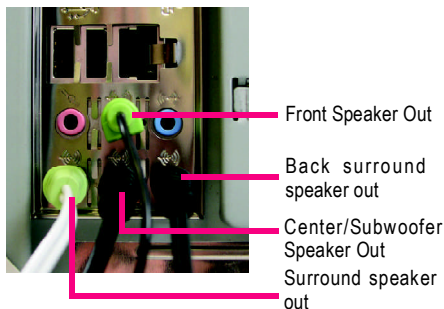 Front Speaker Out
Back surround
speaker out
Center/Subwoofer
Speaker Out
Surround speaker
out